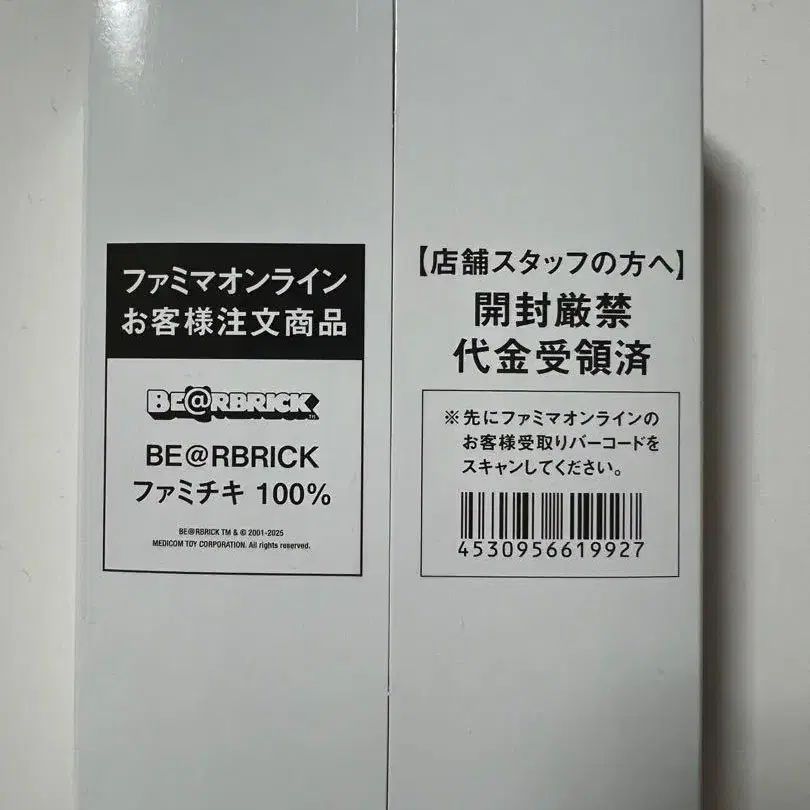 ファミマオンライン
お客様注文商品
BE@RBRICK
TM
BE@RBRICK
ファミチキ 100%
BE@RBRICK TM & © 2001-2025
MEDICOM TOY CORPORATION. All rights reserved.
【店舗スタッフの方へ】
開封厳禁
代金受領済
※先にファミマオンラインの
お客様受取りバーコードを
スキャンしてください。
4530956619927